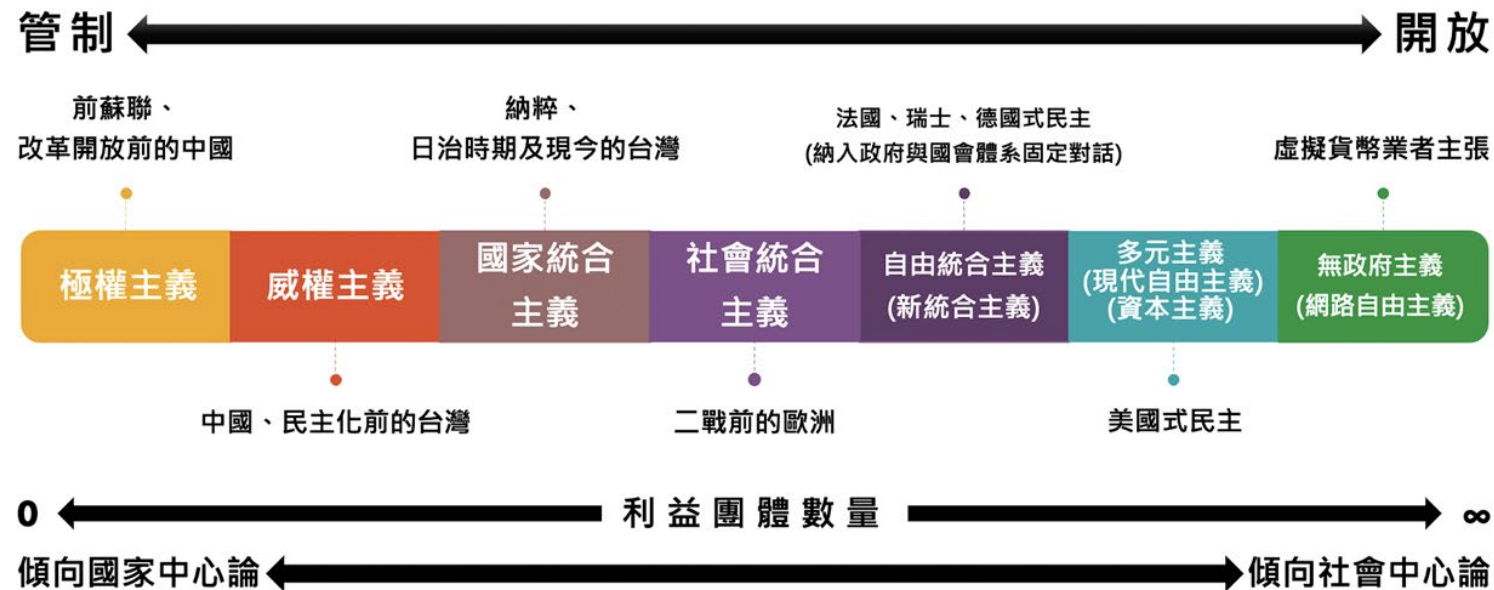 管制 開放
前蘇聯、
改革開放前的中國
納粹、
日治時期及現今的台灣
法國、瑞士、德國式民主
(納入政府與國會體系固定對話)
虛擬貨幣業者主張
極權主義
威權主義
國家統合
主義
社會統合
主義
自由統合主義
(新統合主義)
多元主義
(現代自由主義)
(資本主義)
無政府主義
(網路自由主義)
中國、民主化前的台灣
二戰前的歐洲
美國式民主
0 利益團體數量 ∞
傾向國家中心論 傾向社會中心論